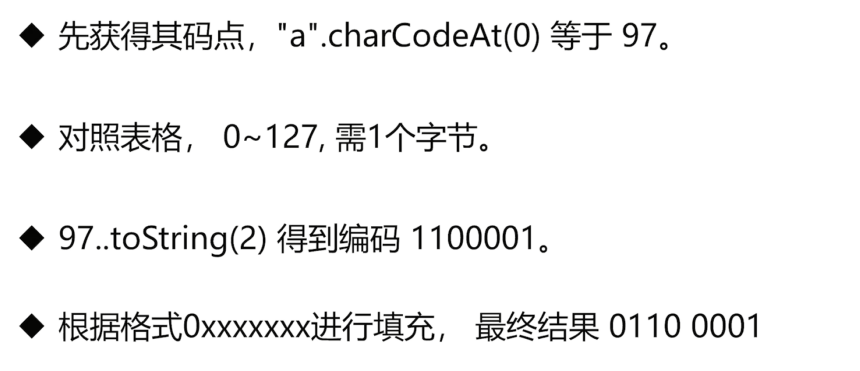 ◆ 先获得其码点，"a".charCodeAt(0) 等于 97。
◆ 对照表格， 0~127, 需1个字节。
◆ 97..toString(2) 得到编码 1100001。
◆ 根据格式0xxxxxxx进行填充， 最终结果 0110 0001